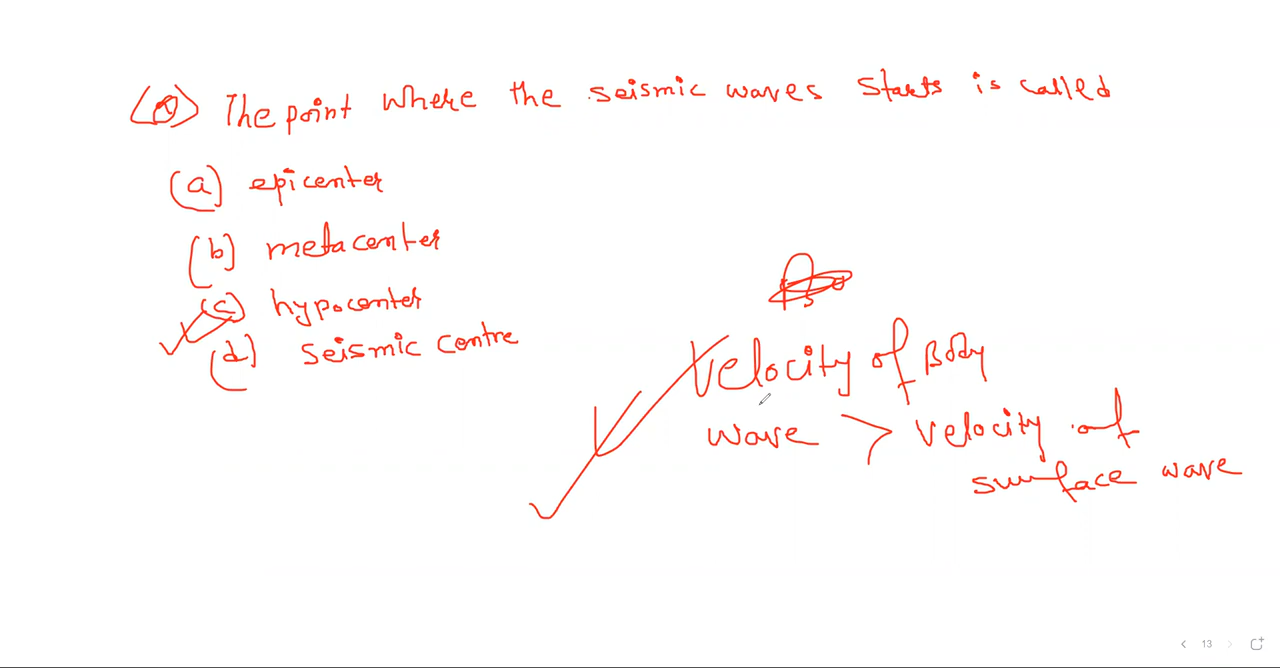 (Q) The point where the seismic waves starts is called
(a) epicenter
(b) metacenter
(c) hypocenter
(d) seismic centre
Velocity of Body
wave > velocity of
surface wave
13